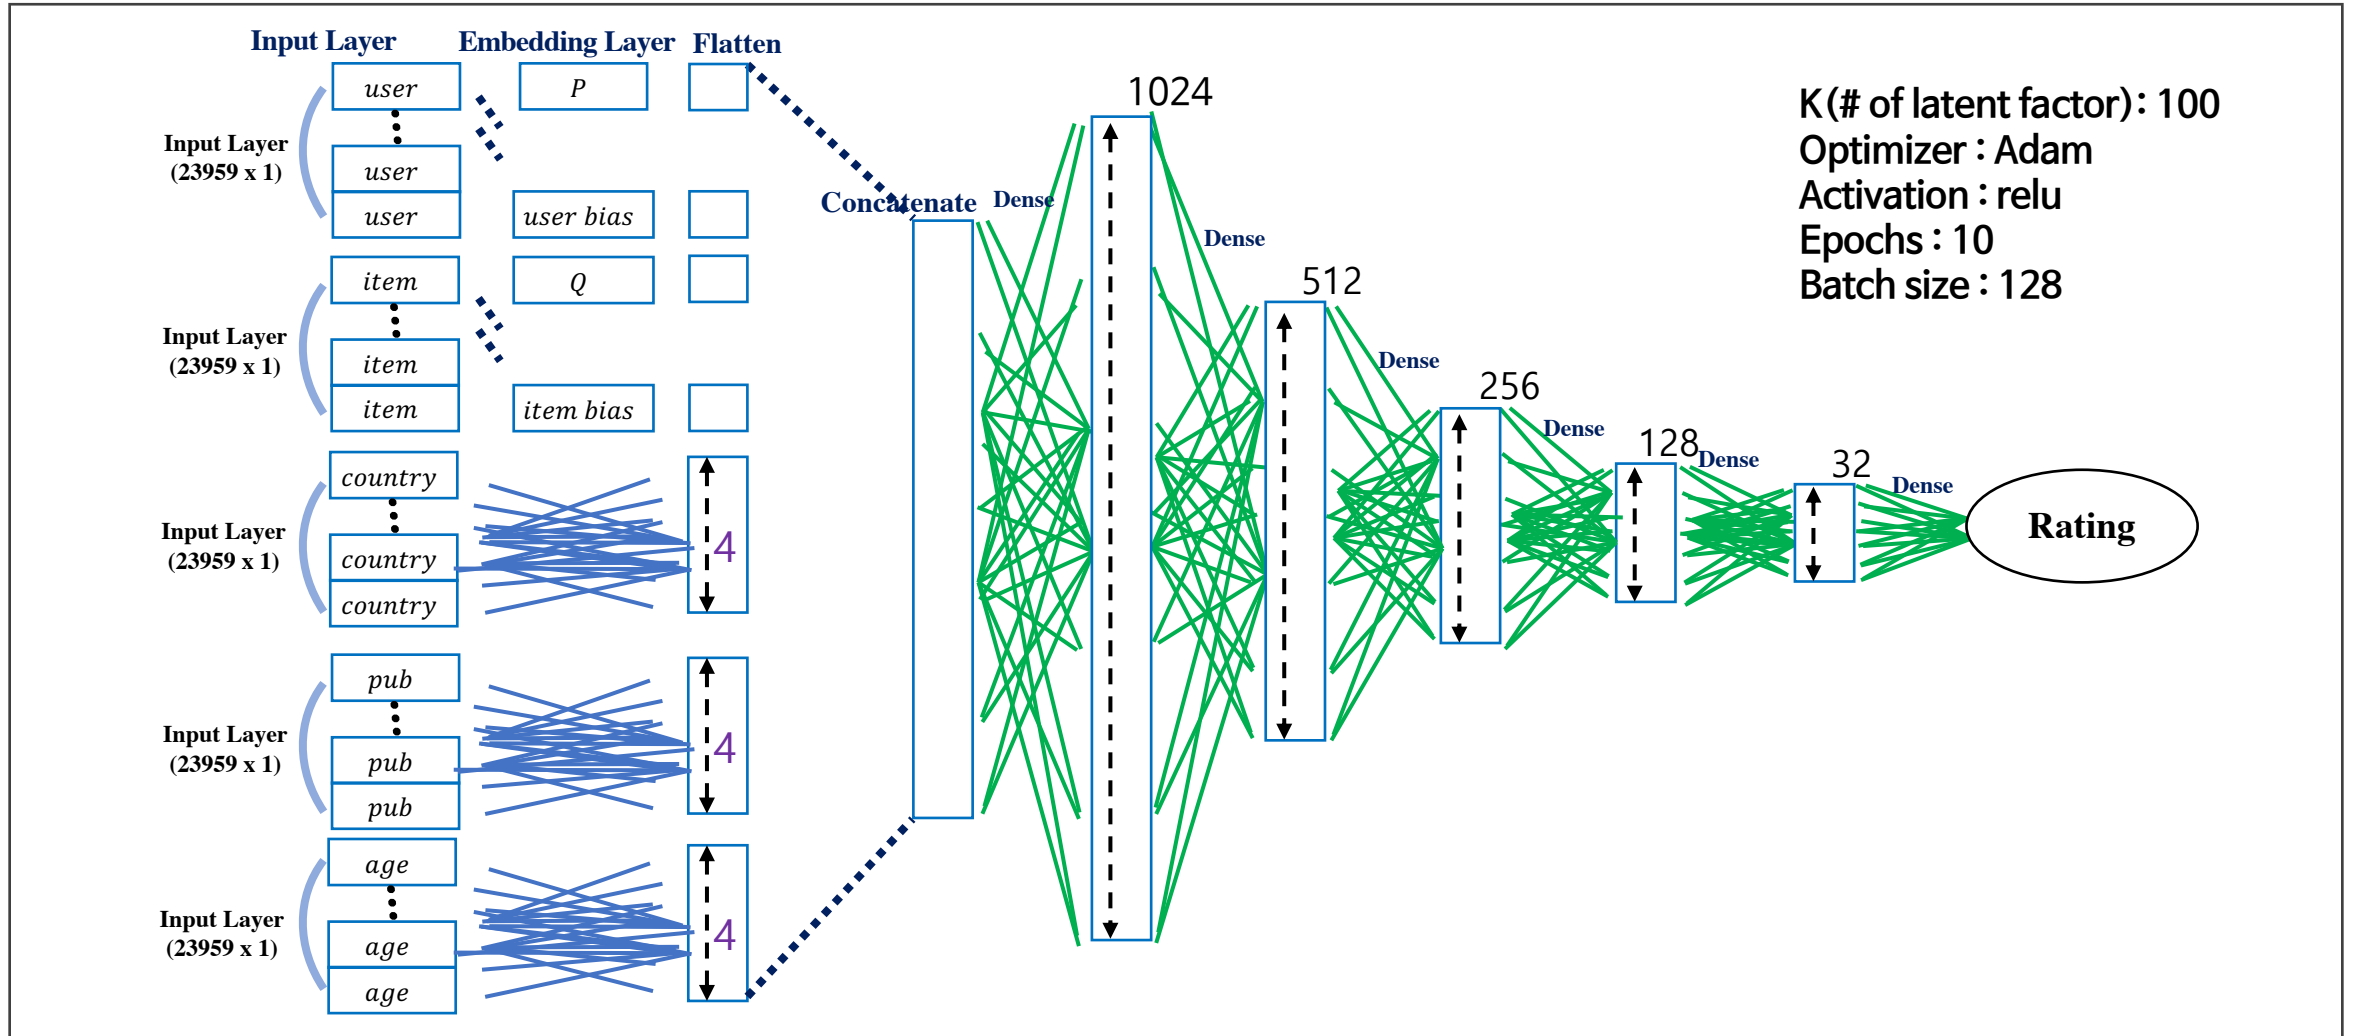 Input Layer
Embedding Layer
Flatten
user
P
Input Layer
(23959 x 1)
user
user
user bias
item
Q
Input Layer
(23959 x 1)
item
item
item bias
country
Input Layer
(23959 x 1)
country
country
4
pub
Input Layer
(23959 x 1)
pub
pub
4
age
Input Layer
(23959 x 1)
age
age
4
Concatenate
Dense
1024
Dense
512
Dense
256
Dense
128
Dense
32
Dense
Rating
K(# of latent factor): 100
Optimizer : Adam
Activation : relu
Epochs : 10
Batch size : 128